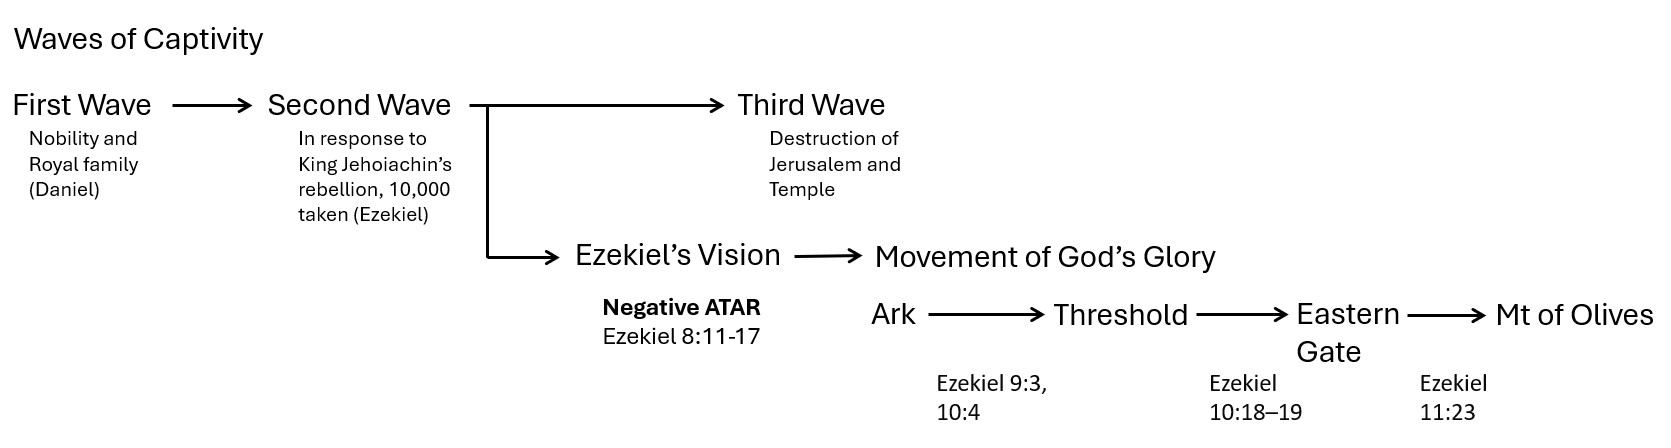 Waves of Captivity
First Wave
Nobility and
Royal family
(Daniel)
Second Wave
In response to
King Jehoiachin’s
rebellion, 10,000
taken (Ezekiel)
Third Wave
Destruction of
Jerusalem and
Temple
Ezekiel’s Vision
Negative ATAR
Ezekiel 8:11-17
Movement of God’s Glory
Ark
Threshold
Eastern
Gate
Mt of Olives
Ezekiel 9:3,
10:4
Ezekiel
10:18–19
Ezekiel
11:23